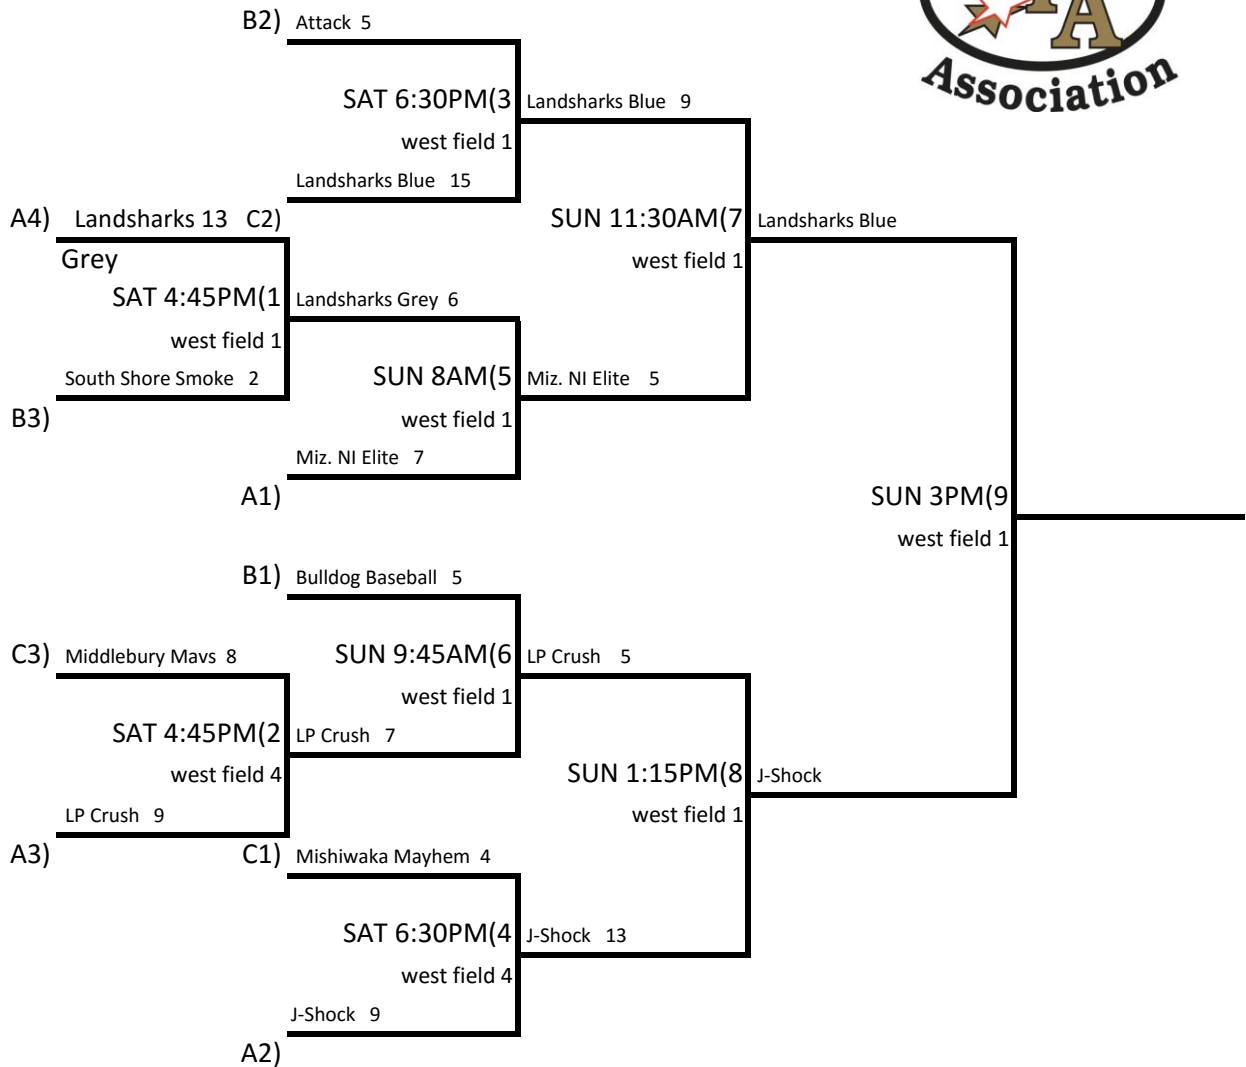 B2) Attack 5
SAT 6:30PM(3 Landsharks Blue 9
west field 1
Landsharks Blue 15
A4) Landsharks 13 C2) SUN 11:30AM(7 Landsharks Blue
Grey west field 1
SAT 4:45PM(1 Landsharks Grey 6
west field 1
South Shore Smoke 2 SUN 8AM(5 Miz. NI Elite 5
B3) west field 1
Miz. NI Elite 7
A1) SUN 3PM(9
west field 1
B1) Bulldog Baseball 5
C3) Middlebury Mavs 8 SUN 9:45AM(6 LP Crush 5
west field 1
SAT 4:45PM(2 LP Crush 7
west field 4 SUN 1:15PM(8 J-Shock
LP Crush 9 west field 1
A3) C1) Mishiwaka Mayhem 4
SAT 6:30PM(4 J-Shock 13
west field 4
J-Shock 9
A2)
A
Association